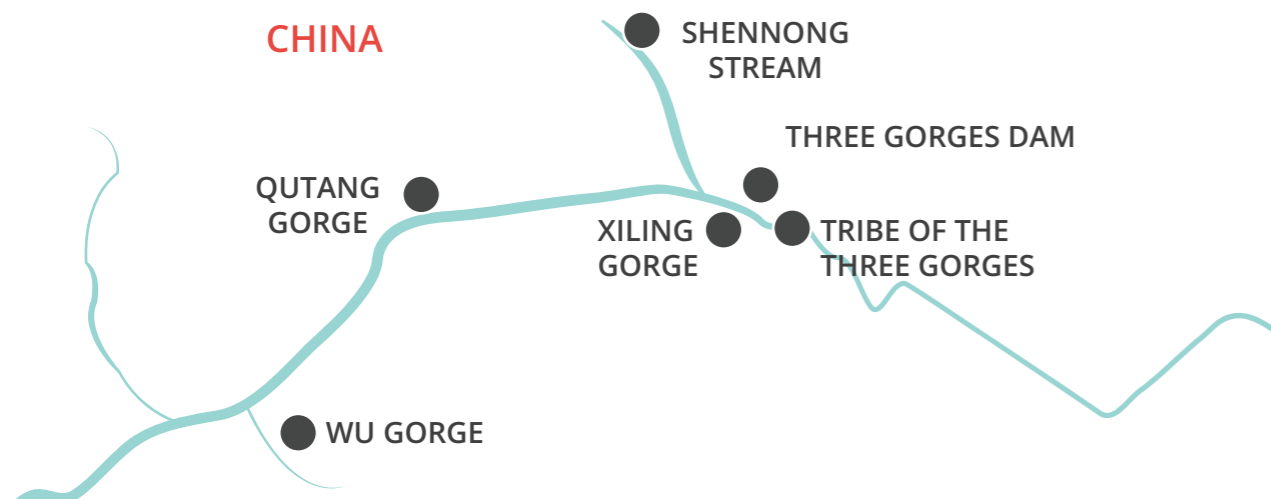 CHINA
SHENNONG
STREAM
THREE GORGES DAM
QUTANG
GORGE
XILING
GORGE
TRIBE OF THE
THREE GORGES
WU GORGE